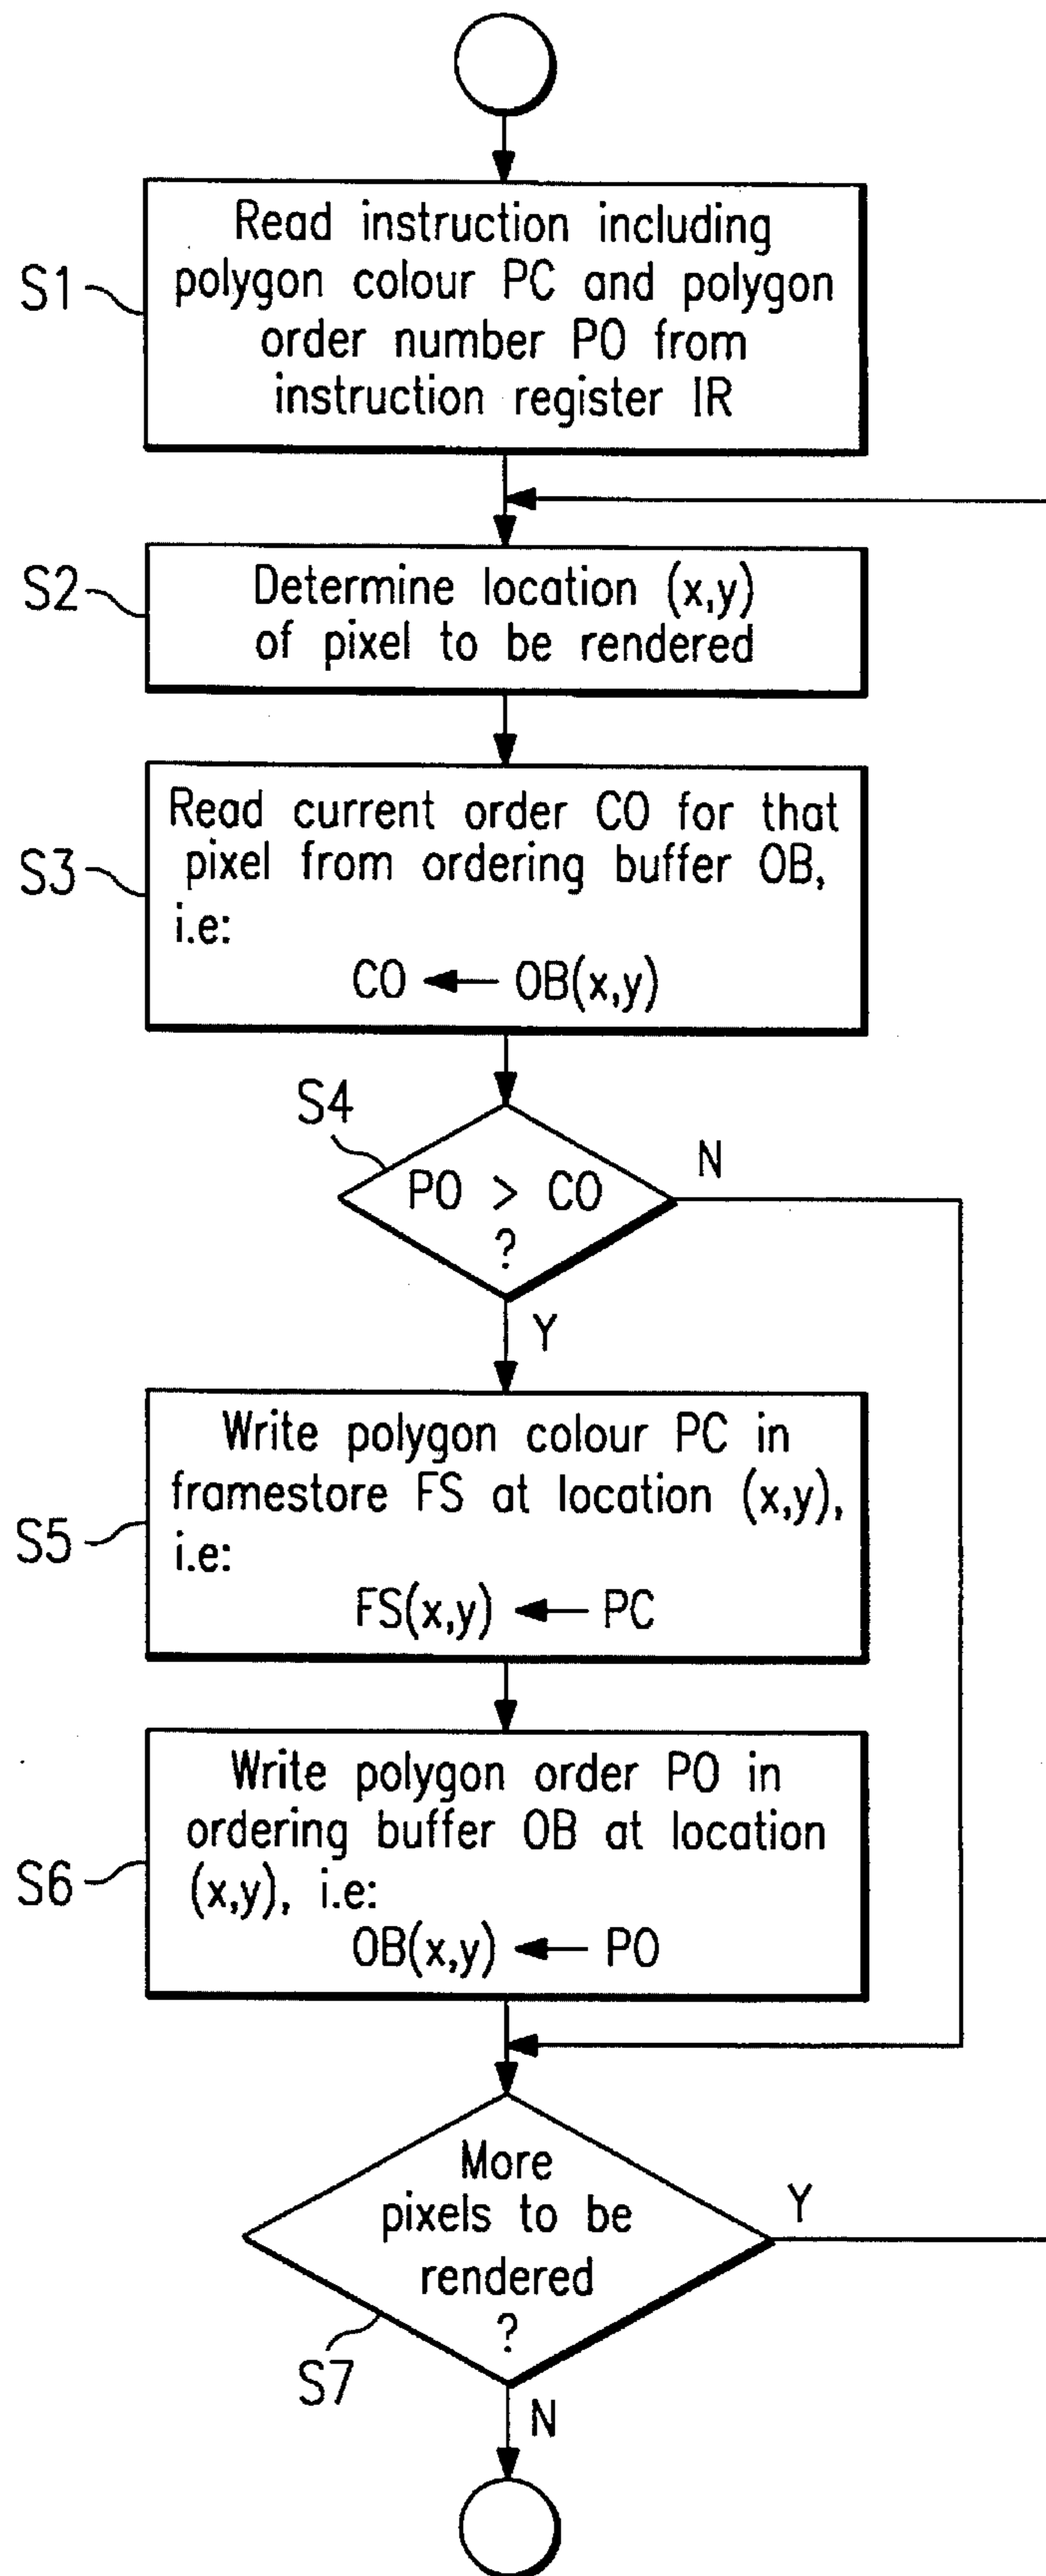 S1
Read instruction including
polygon colour PC and polygon
order number PO from
instruction register IR
S2
Determine location (x,y)
of pixel to be rendered
S3
Read current order CO for that
pixel from ordering buffer OB,
i.e:
CO ← OB(x,y)
S4
PO > CO
?
N
Y
S5
Write polygon colour PC in
framestore FS at location (x,y),
i.e:
FS(x,y) ← PC
S6
Write polygon order PO in
ordering buffer OB at location
(x,y), i.e:
OB(x,y) ← PO
More
pixels to be
rendered
?
Y
S7
N